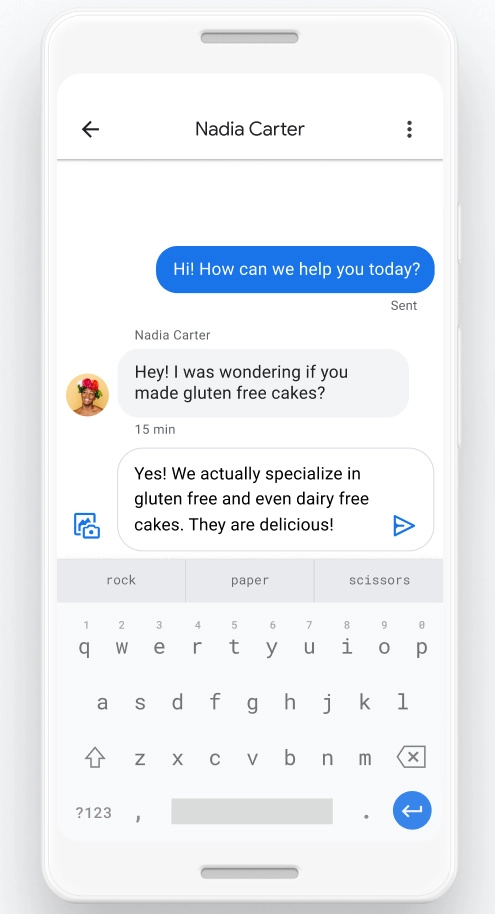 Nadia Carter
Hi! How can we help you today?
Sent
Nadia Carter
Hey! I was wondering if you
made gluten free cakes?
15 min
Yes! We actually specialize in
gluten free and even dairy free
cakes. They are delicious!
rock paper scissors
1 2 3 4 5 6 7 8 9 0
q w e r t y u i o p
a s d f g h j k l
z x c v b n m
?123 , .